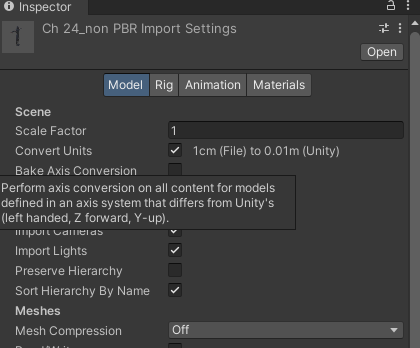 Inspector
Ch 24_non PBR Import Settings
Open
Model Rig Animation Materials
Scene
Scale Factor 1
Convert Units 1cm (File) to 0.01m (Unity)
Bake Axis Conversion
Perform axis conversion on all content for models
defined in an axis system that differs from Unity's
(left handed, Z forward, Y-up).
Import Cameras
Import Lights
Preserve Hierarchy
Sort Hierarchy By Name
Meshes
Mesh Compression Off